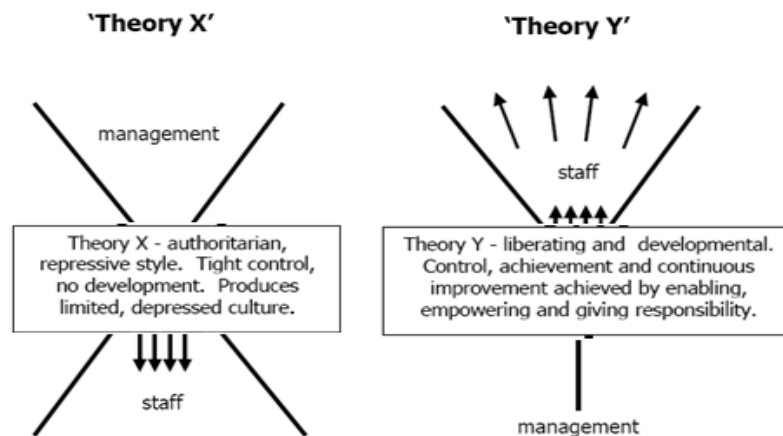 'Theory X'
management
Theory X - authoritarian,
repressive style. Tight control,
no development. Produces
limited, depressed culture.
staff
'Theory Y'
staff
Theory Y - liberating and developmental.
Control, achievement and continuous
improvement achieved by enabling,
empowering and giving responsibility.
management